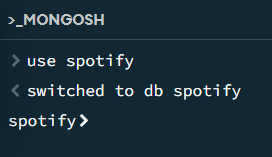 >_MONGOSH
> use spotify
< switched to db spotify
spotify>